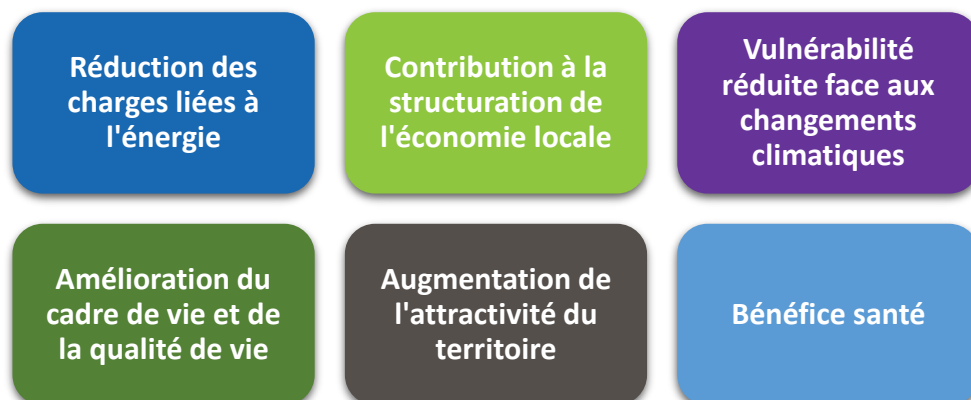 Réduction des
charges liées à
l'énergie
Contribution à la
structuration de
l'économie locale
Vulnérabilité
réduite face aux
changements
climatiques
Amélioration du
cadre de vie et de
la qualité de vie
Augmentation de
l'attractivité du
territoire
Bénéfice santé